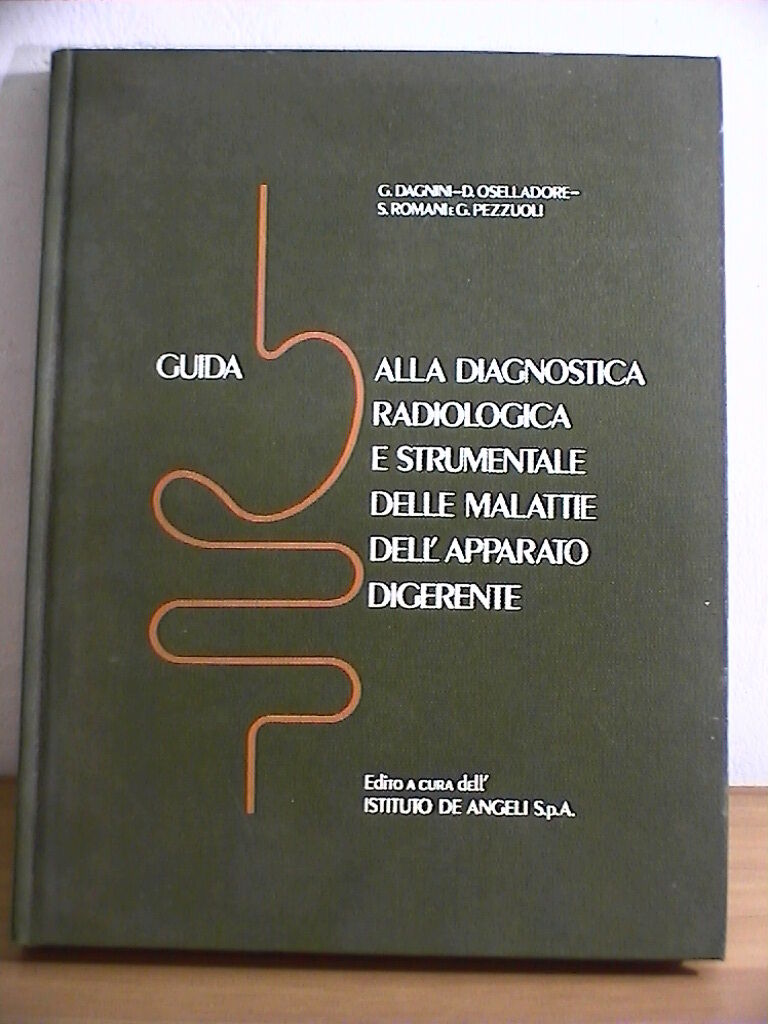 G. DAGNINI-D. OSELLADORE-
S. ROMANI E G. PEZZUOLI
GUIDA ALLA DIAGNOSTICA
RADIOLOGICA
E STRUMENTALE
DELLE MALATTIE
DELL'APPARATO
DIGERENTE
Edito A CURA dell'
ISTITUTO DE ANGELI S.p.A.